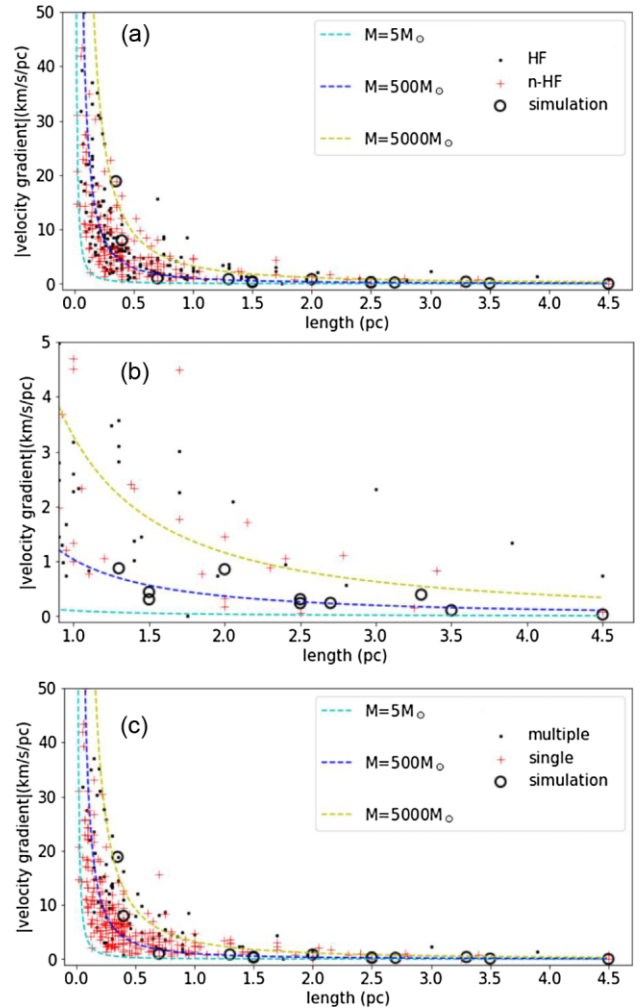 (a)
M=5M⊙
M=500M⊙
M=5000M⊙
HF
n-HF
simulation
|velocity gradient|(km/s/pc)
50
40
30
20
10
0
0.0 0.5 1.0 1.5 2.0 2.5 3.0 3.5 4.0 4.5
length (pc)
(b)
|velocity gradient|(km/s/pc)
5
4
3
2
1
0
1.0 1.5 2.0 2.5 3.0 3.5 4.0 4.5
length (pc)
(c)
M=5M⊙
M=500M⊙
M=5000M⊙
multiple
single
simulation
|velocity gradient|(km/s/pc)
50
40
30
20
10
0
0.0 0.5 1.0 1.5 2.0 2.5 3.0 3.5 4.0 4.5
length (pc)